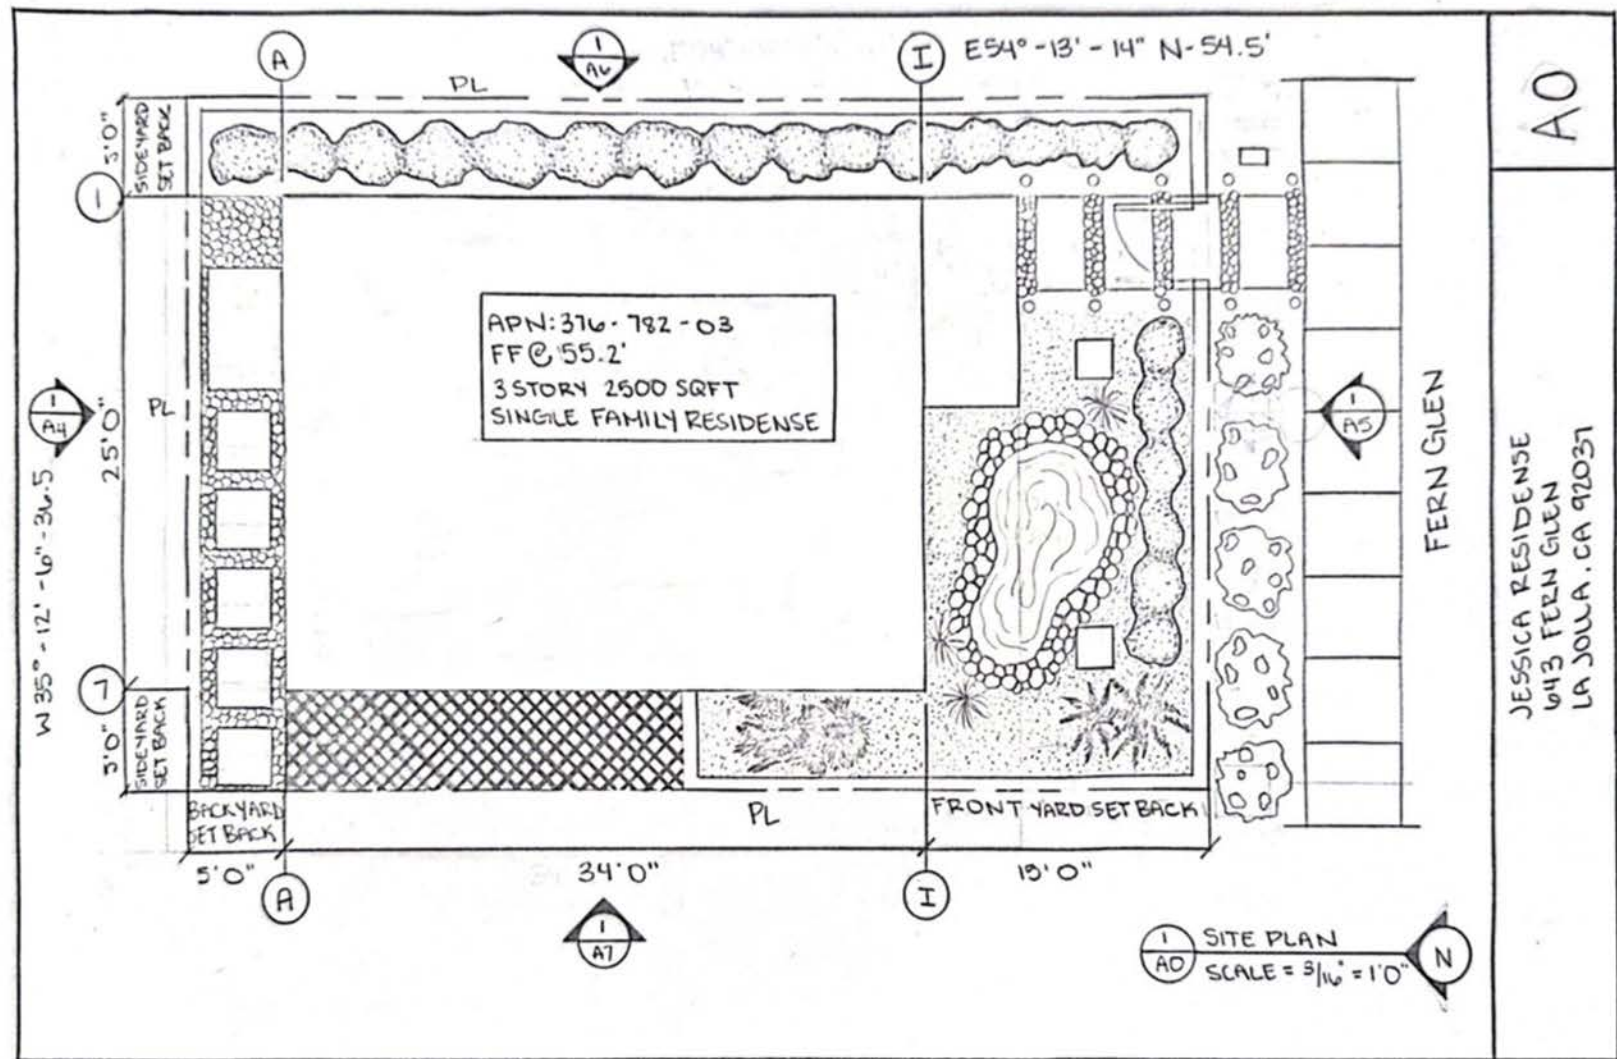 A
1
A6
I
E54°-13'-14" N-54.5'
PL
5'0"
SIDEYARD
SET BACK
1
A0
APN:376-782-03
FF@ 55.2'
3 STORY 2500 SQFT
SINGLE FAMILY RESIDENSE
1
A4
PL
25'0"
W 35°-12'-6"-36.5
1
A5
FERN GLEN
JESSICA RESIDENSE
643 FERN GLEN
LA JOLLA. CA 92037
7
5'0"
SIDEYARD
SET BACK
BACKYARD
SET BACK
PL
FRONT YARD SET BACK
5'0"
34'0"
15'0"
A
1
A7
I
1
A0
SITE PLAN
SCALE = 3/16" = 1'0"
N